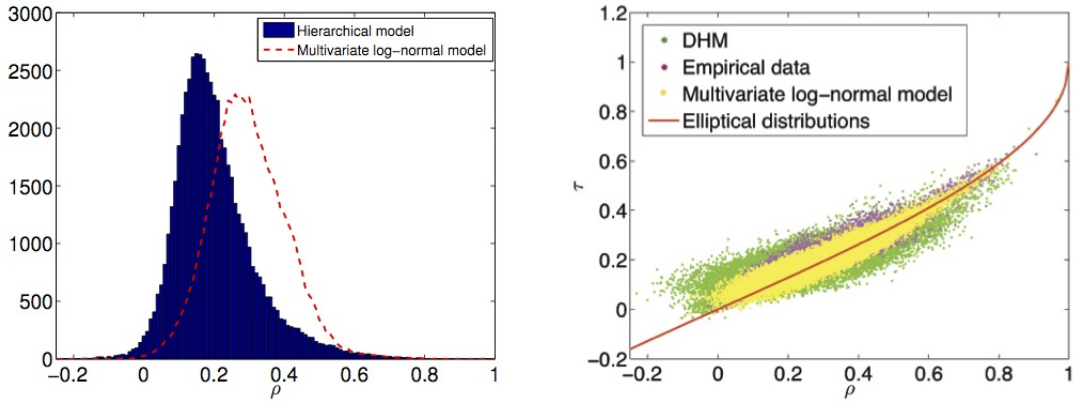 3000
2500
2000
1500
1000
500
0
−0.2 0 0.2 0.4 0.6 0.8 1
ρ
Hierarchical model
Multivariate log−normal model
1.2
1
0.8
0.6
0.4
0.2
0
−0.2
τ
−0.2 0 0.2 0.4 0.6 0.8 1
ρ
DHM
Empirical data
Multivariate log−normal model
Elliptical distributions